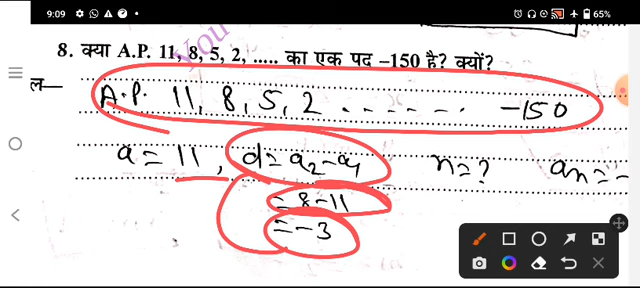 9:09 65%
8. क्या A.P. 11, 8, 5, 2, ..... का एक पद –150 है? क्यों?
ल—
A.P. 11, 8, 5, 2 . . . . . . . -150
a = 11, d = a2 - a1 n = ? an = -
= 8 - 11
= - 3
You